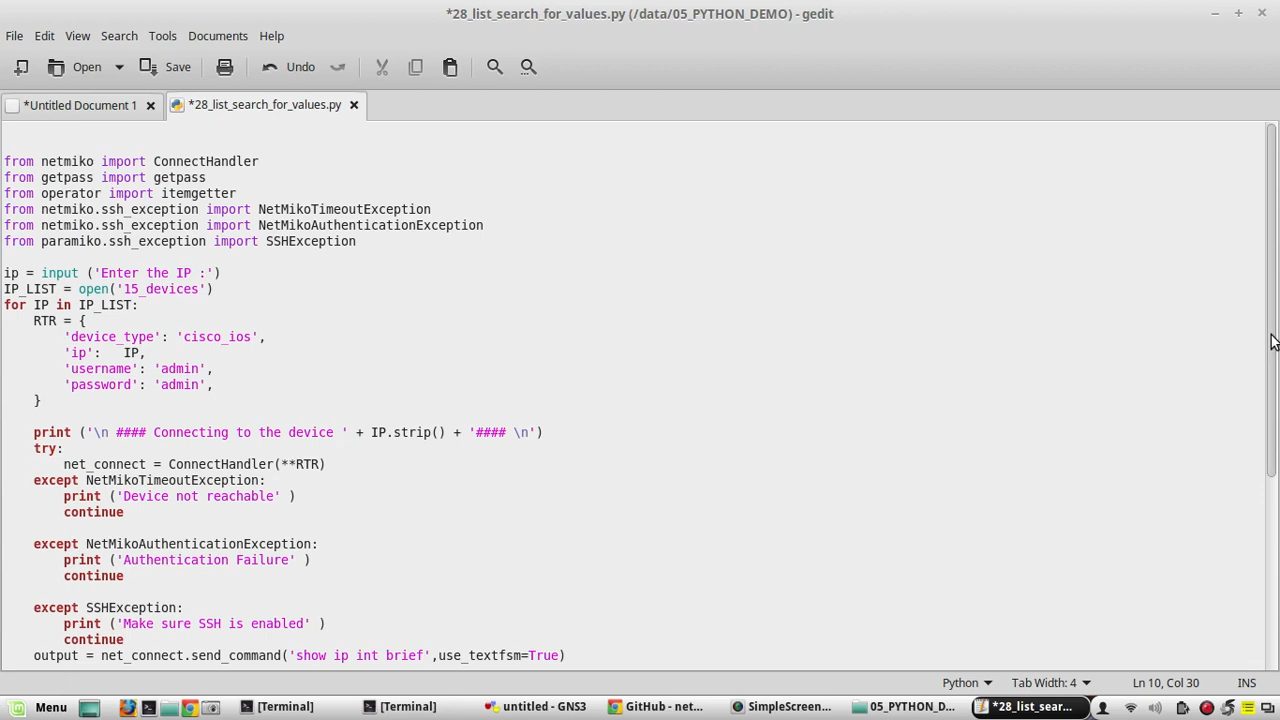 *28_list_search_for_values.py (/data/05_PYTHON_DEMO) - gedit
File Edit View Search Tools Documents Help
Open Save Undo
*Untitled Document 1 *28_list_search_for_values.py
from netmiko import ConnectHandler
from getpass import getpass
from operator import itemgetter
from netmiko.ssh_exception import NetMikoTimeoutException
from netmiko.ssh_exception import NetMikoAuthenticationException
from paramiko.ssh_exception import SSHException
ip = input ('Enter the IP :')
IP_LIST = open('15_devices')
for IP in IP_LIST:
    RTR = {
        'device_type': 'cisco_ios',
        'ip':   IP,
        'username': 'admin',
        'password': 'admin',
    }
    print ('\n #### Connecting to the device ' + IP.strip() + '#### \n')
    try:
        net_connect = ConnectHandler(**RTR)
    except NetMikoTimeoutException:
        print ('Device not reachable' )
        continue
    except NetMikoAuthenticationException:
        print ('Authentication Failure' )
        continue
    except SSHException:
        print ('Make sure SSH is enabled' )
        continue
    output = net_connect.send_command('show ip int brief',use_textfsm=True)
Python Tab Width: 4 Ln 10, Col 30 INS
Menu [Terminal] [Terminal] untitled - GNS3 GitHub - net... SimpleScreen... 05_PYTHON_D... *28_list_sear...